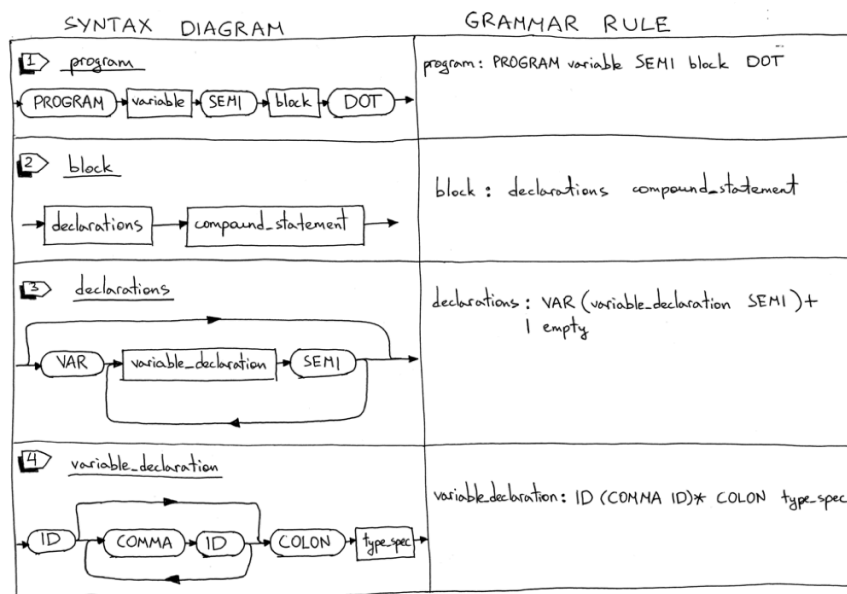 SYNTAX DIAGRAM
GRAMMAR RULE
1 program
PROGRAM variable SEMI block DOT
program: PROGRAM variable SEMI block DOT
2 block
declarations compound_statement
block: declarations compound_statement
3 declarations
VAR variable_declaration SEMI
declarations: VAR (variable_declaration SEMI)+
| empty
4 variable_declaration
ID COMMA ID COLON type_spec
variable_declaration: ID (COMMA ID)* COLON type_spec